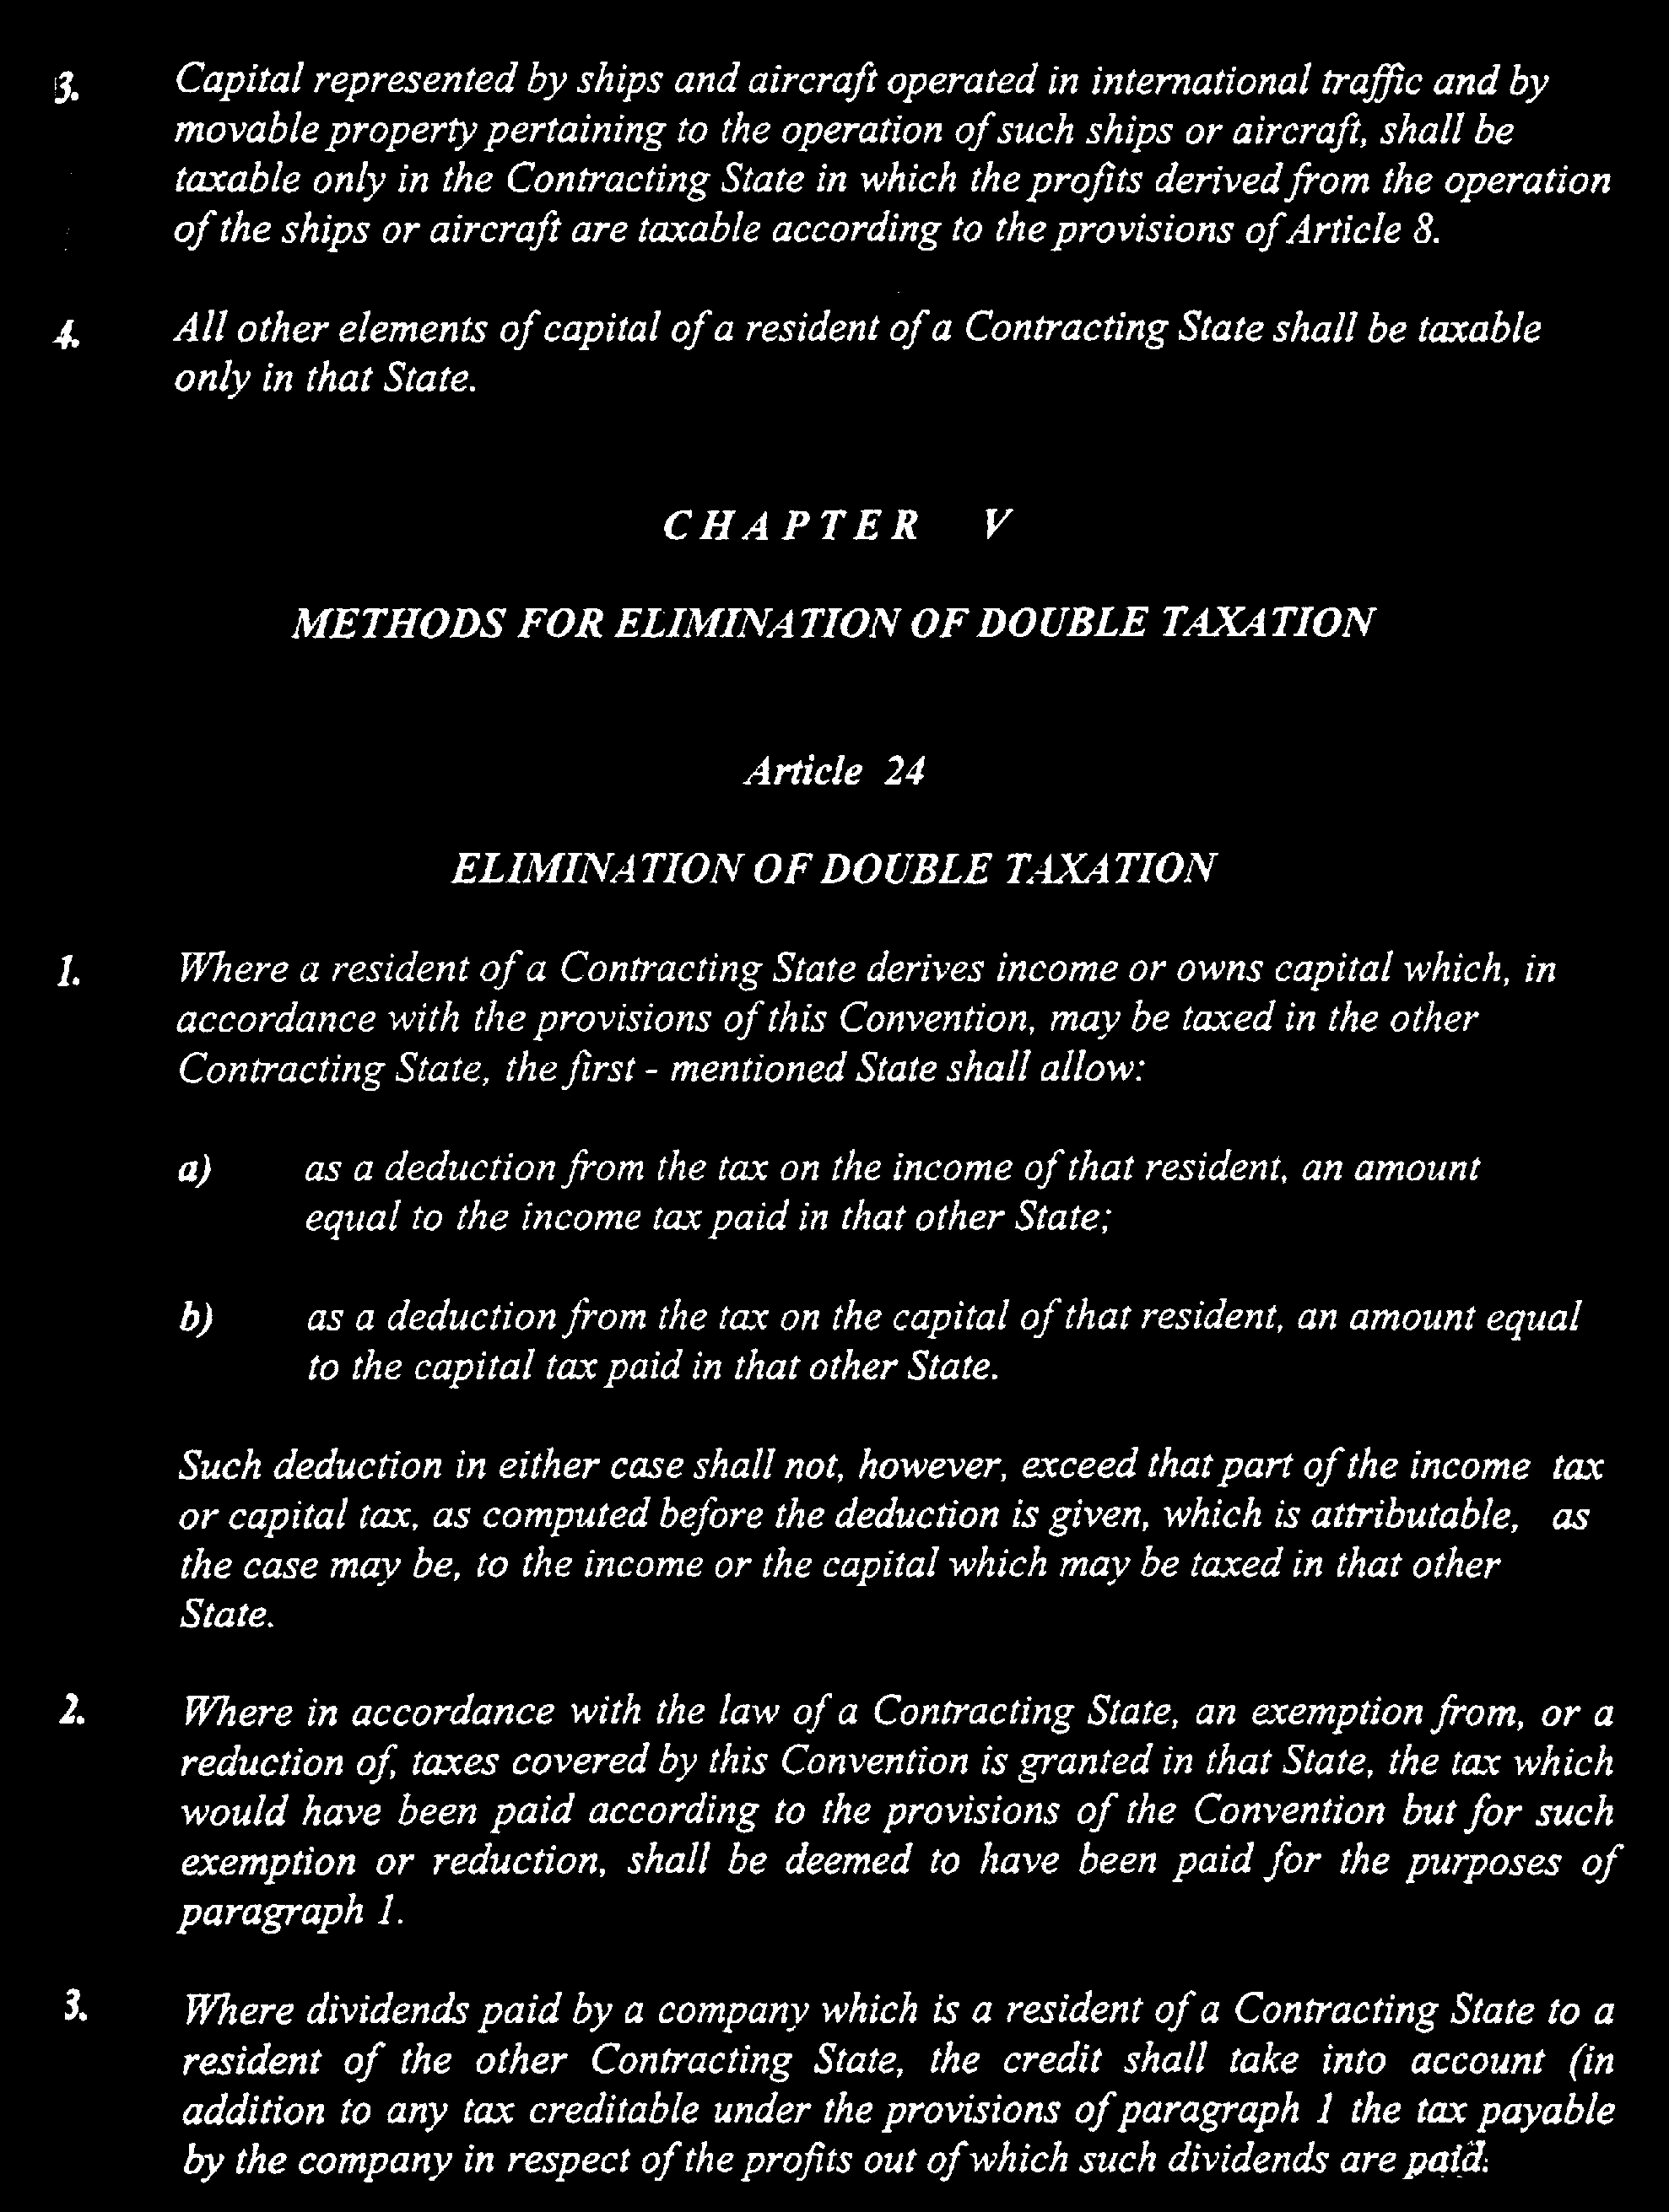 3. Capital represented by ships and aircraft operated in international traffic and by
movable property pertaining to the operation of such ships or aircraft, shall be
taxable only in the Contracting State in which the profits derived from the operation
of the ships or aircraft are taxable according to the provisions of Article 8.
4. All other elements of capital of a resident of a Contracting State shall be taxable
only in that State.
CHAPTER V
METHODS FOR ELIMINATION OF DOUBLE TAXATION
Article 24
ELIMINATION OF DOUBLE TAXATION
1. Where a resident of a Contracting State derives income or owns capital which, in
accordance with the provisions of this Convention, may be taxed in the other
Contracting State, the first - mentioned State shall allow:
a) as a deduction from the tax on the income of that resident, an amount
equal to the income tax paid in that other State;
b) as a deduction from the tax on the capital of that resident, an amount equal
to the capital tax paid in that other State.
Such deduction in either case shall not, however, exceed that part of the income tax
or capital tax, as computed before the deduction is given, which is attributable, as
the case may be, to the income or the capital which may be taxed in that other
State.
2. Where in accordance with the law of a Contracting State, an exemption from, or a
reduction of, taxes covered by this Convention is granted in that State, the tax which
would have been paid according to the provisions of the Convention but for such
exemption or reduction, shall be deemed to have been paid for the purposes of
paragraph 1.
3. Where dividends paid by a company which is a resident of a Contracting State to a
resident of the other Contracting State, the credit shall take into account (in
addition to any tax creditable under the provisions of paragraph 1 the tax payable
by the company in respect of the profits out of which such dividends are paid.